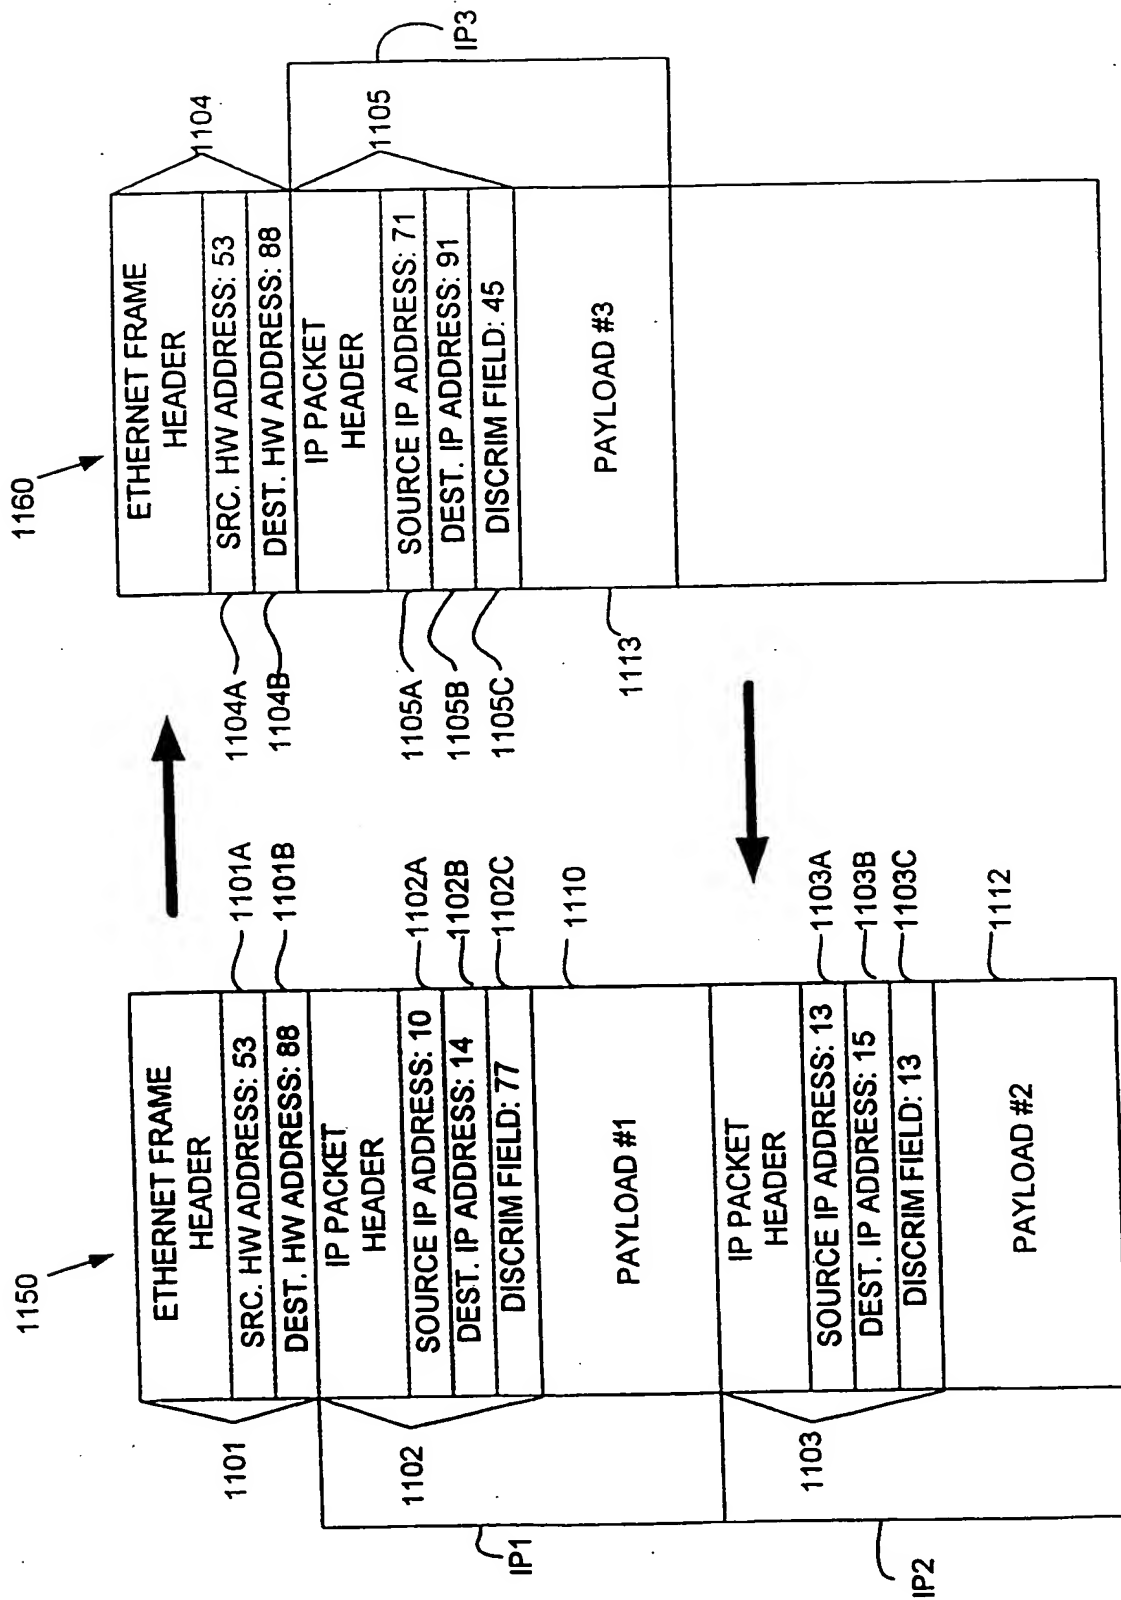 1150
ETHERNET FRAME
HEADER
SRC. HW ADDRESS: 53
DEST. HW ADDRESS: 88
IP PACKET
HEADER
SOURCE IP ADDRESS: 10
DEST. IP ADDRESS: 14
DISCRIM FIELD: 77
PAYLOAD #1
IP PACKET
HEADER
SOURCE IP ADDRESS: 13
DEST. IP ADDRESS: 15
DISCRIM FIELD: 13
PAYLOAD #2
1101
1102
1103
IP1
IP2
1101A
1101B
1102A
1102B
1102C
1110
1103A
1103B
1103C
1112
1160
ETHERNET FRAME
HEADER
SRC. HW ADDRESS: 53
DEST. HW ADDRESS: 88
IP PACKET
HEADER
SOURCE IP ADDRESS: 71
DEST. IP ADDRESS: 91
DISCRIM FIELD: 45
PAYLOAD #3
1104A
1104B
1105A
1105B
1105C
1113
1104
1105
IP3